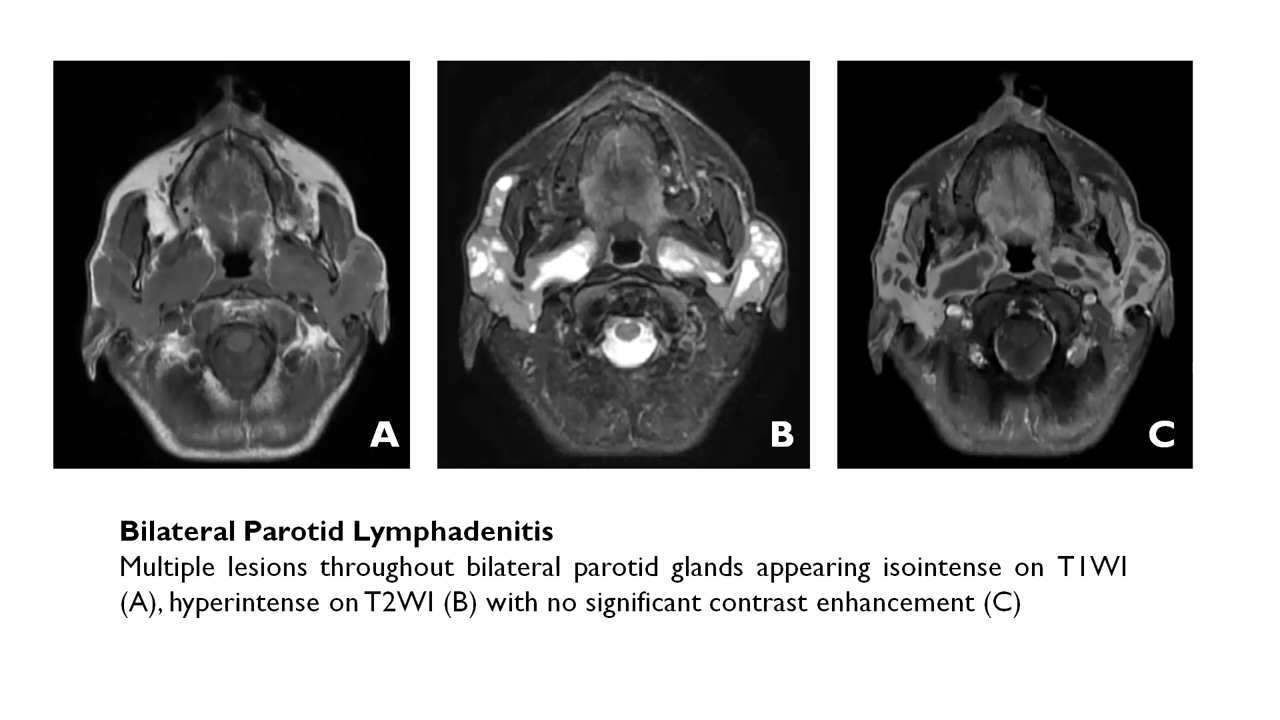 A
B
C
Bilateral Parotid Lymphadenitis
Multiple lesions throughout bilateral parotid glands appearing isointense on T1WI
(A), hyperintense on T2WI (B) with no significant contrast enhancement (C)